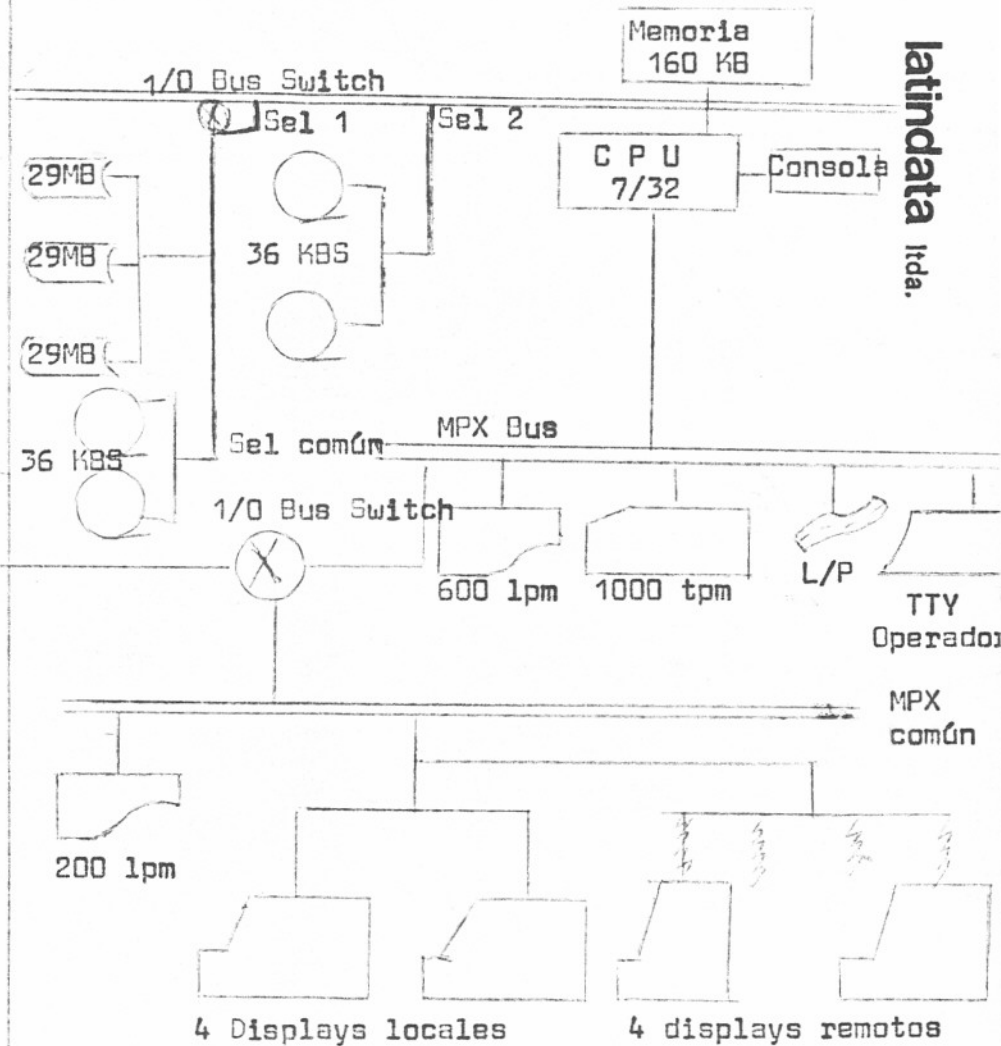 latindata ltda.
Memoria
160 KB
1/0 Bus Switch
Sel 1
Sel 2
C P U
7/32
Consola
29MB
29MB
29MB
36 KBS
36 KBS
Sel común
MPX Bus
1/0 Bus Switch
600 lpm
1000 tpm
L/P
TTY
Operador
MPX
común
200 lpm
4 Displays locales
4 displays remotos